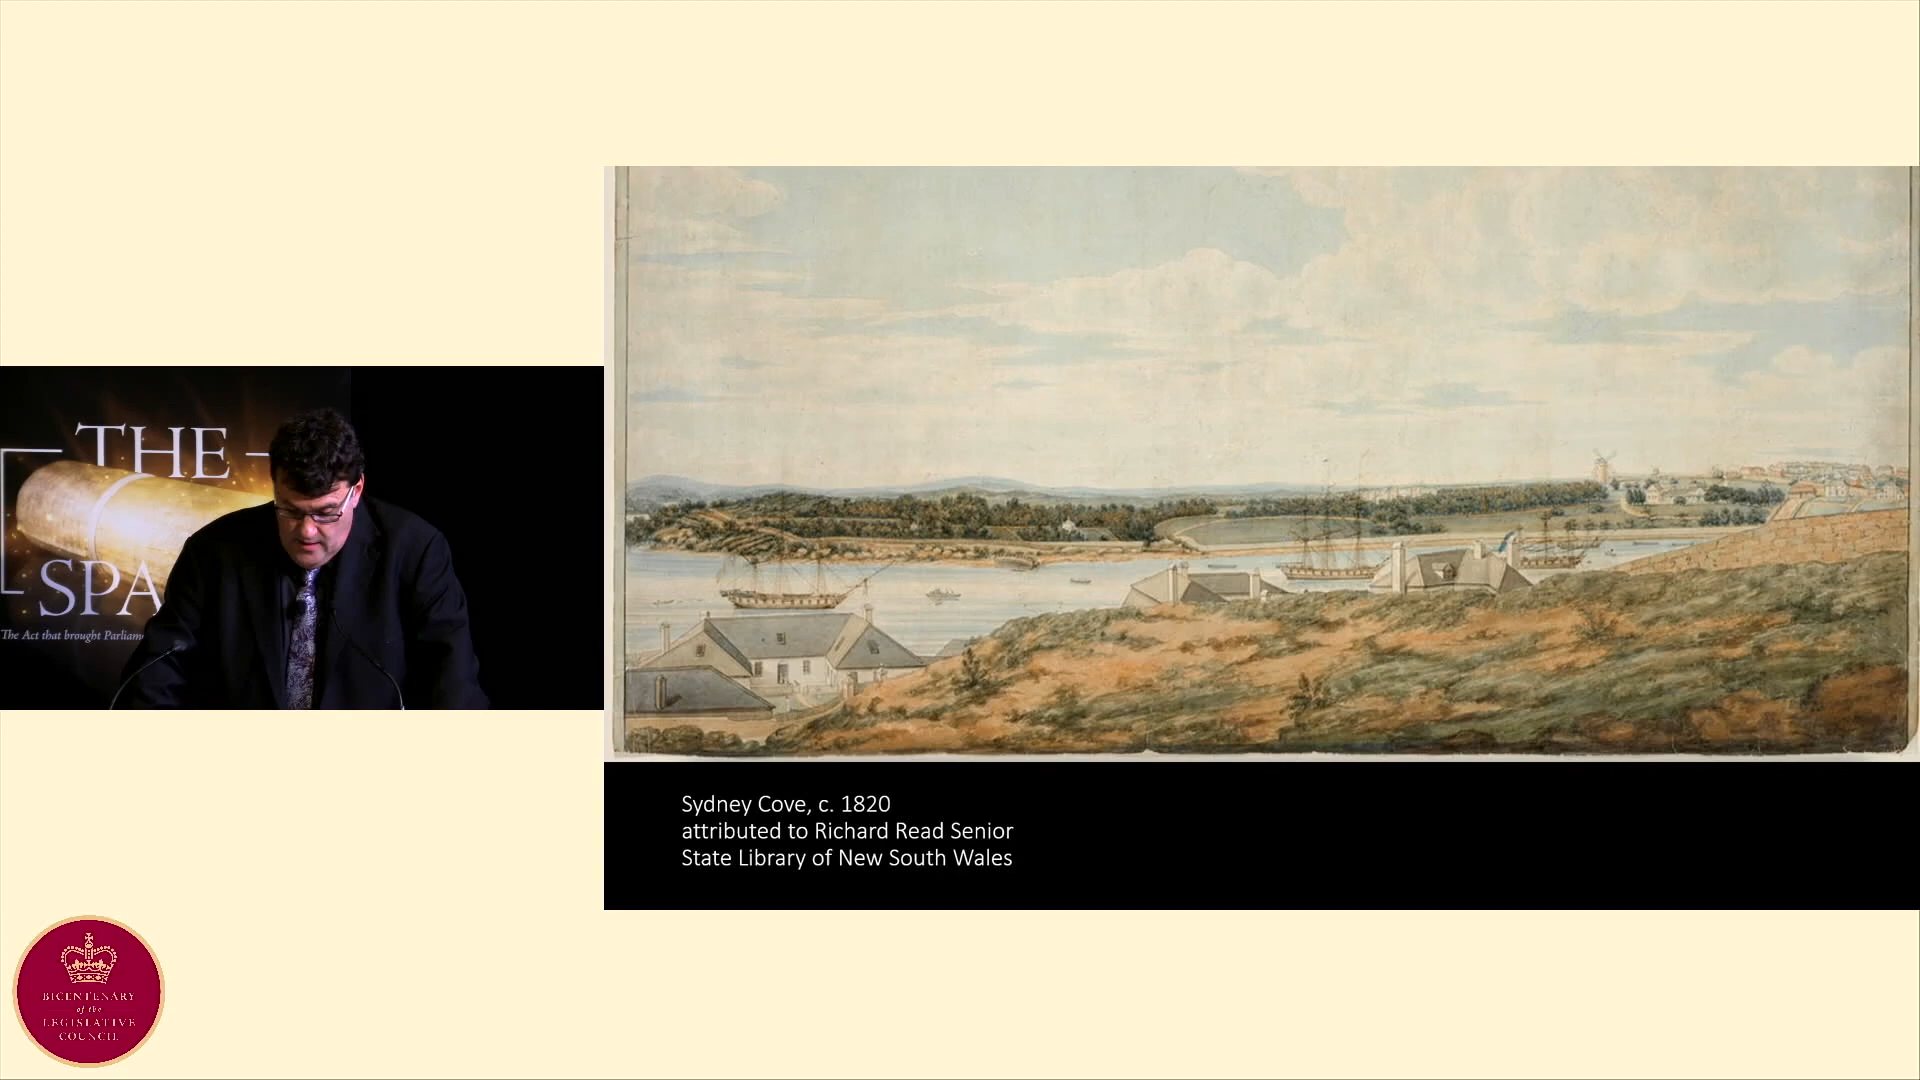 THE
SPA
The Act that brought Parliam
Sydney Cove, c. 1820
attributed to Richard Read Senior
State Library of New South Wales
BICENTENARY
of the
LEGISLATIVE
COUNCIL